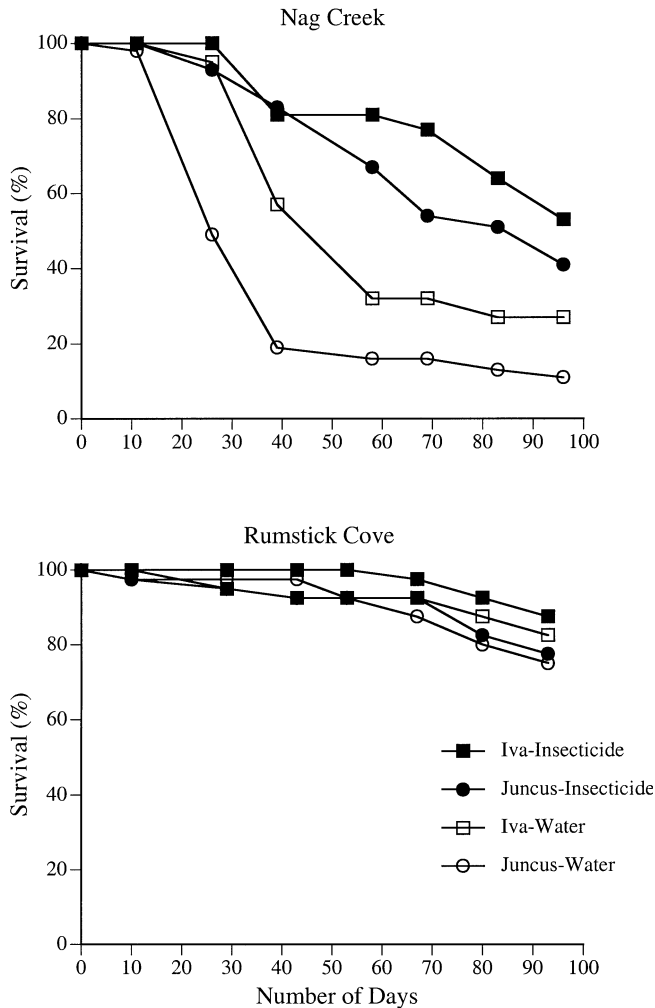 Nag Creek
100
80
60
40
20
0
Survival (%)
0 10 20 30 40 50 60 70 80 90 100
Rumstick Cove
100
80
60
40
20
0
Survival (%)
Iva-Insecticide
Juncus-Insecticide
Iva-Water
Juncus-Water
0 10 20 30 40 50 60 70 80 90 100
Number of Days